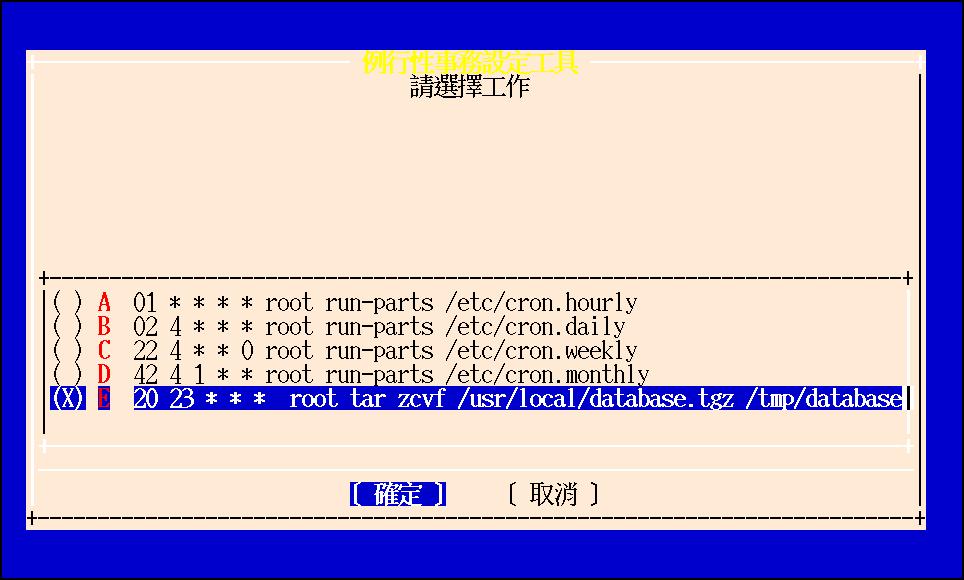 例行性事務設定工具
請選擇工作
( ) A 01 * * * * root run-parts /etc/cron.hourly
( ) B 02 4 * * * root run-parts /etc/cron.daily
( ) C 22 4 * * 0 root run-parts /etc/cron.weekly
( ) D 42 4 1 * * root run-parts /etc/cron.monthly
(X) E 20 23 * * *  root tar zcvf /usr/local/database.tgz /tmp/database
[ 確定 ] [ 取消 ]